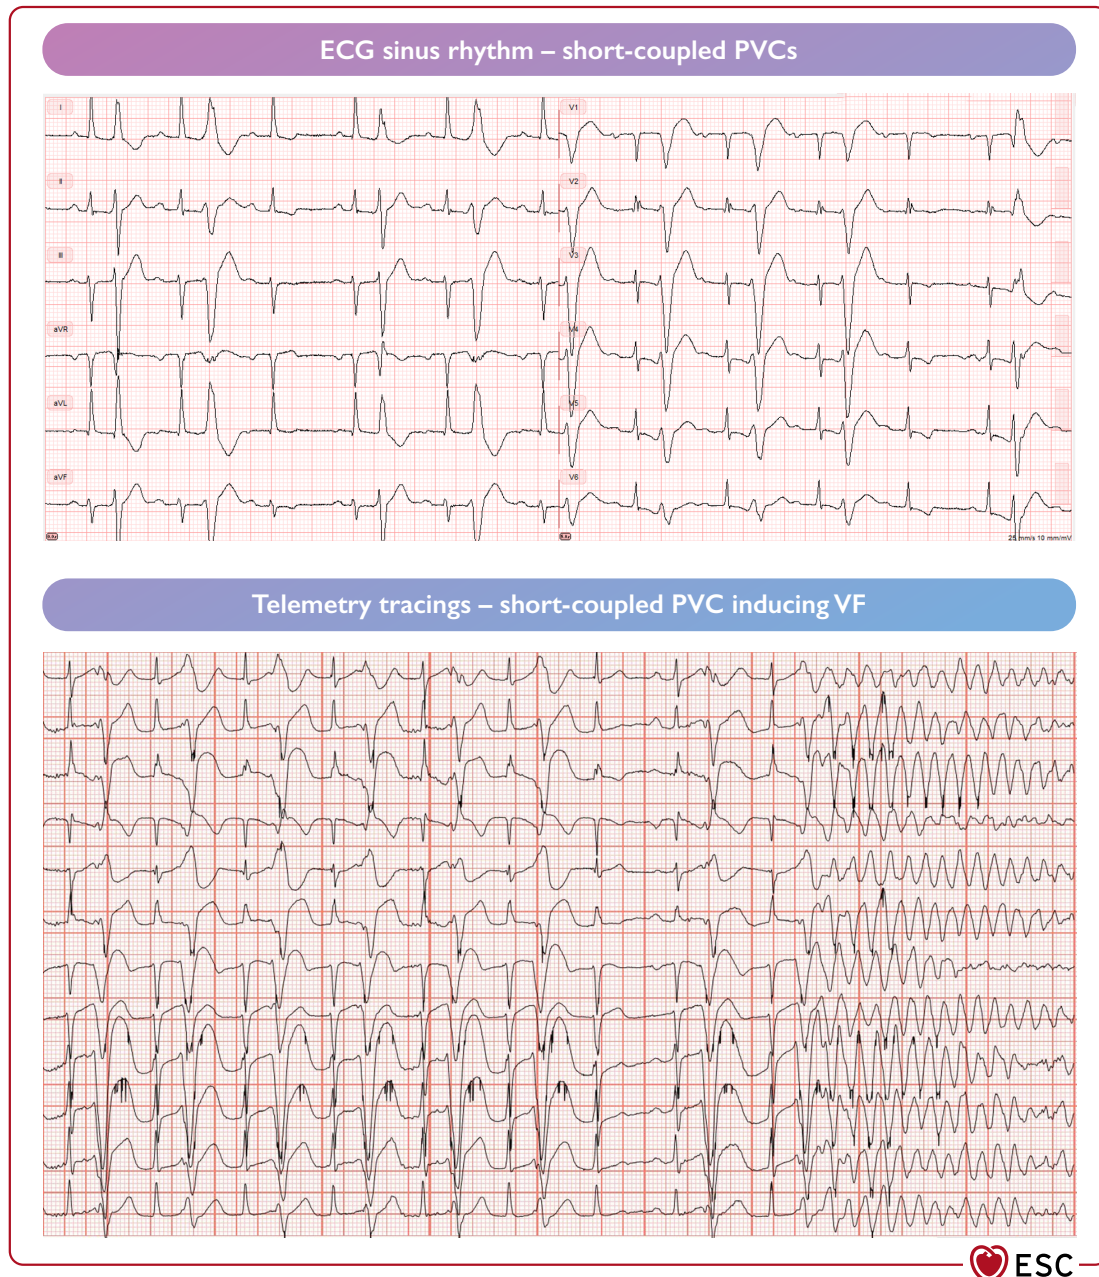 ECG sinus rhythm – short-coupled PVCs
I
V1
II
V2
III
V3
aVR
V4
aVL
V5
aVF
V6
25 mm/s 10 mm/mV
Telemetry tracings – short-coupled PVC inducing VF
ESC